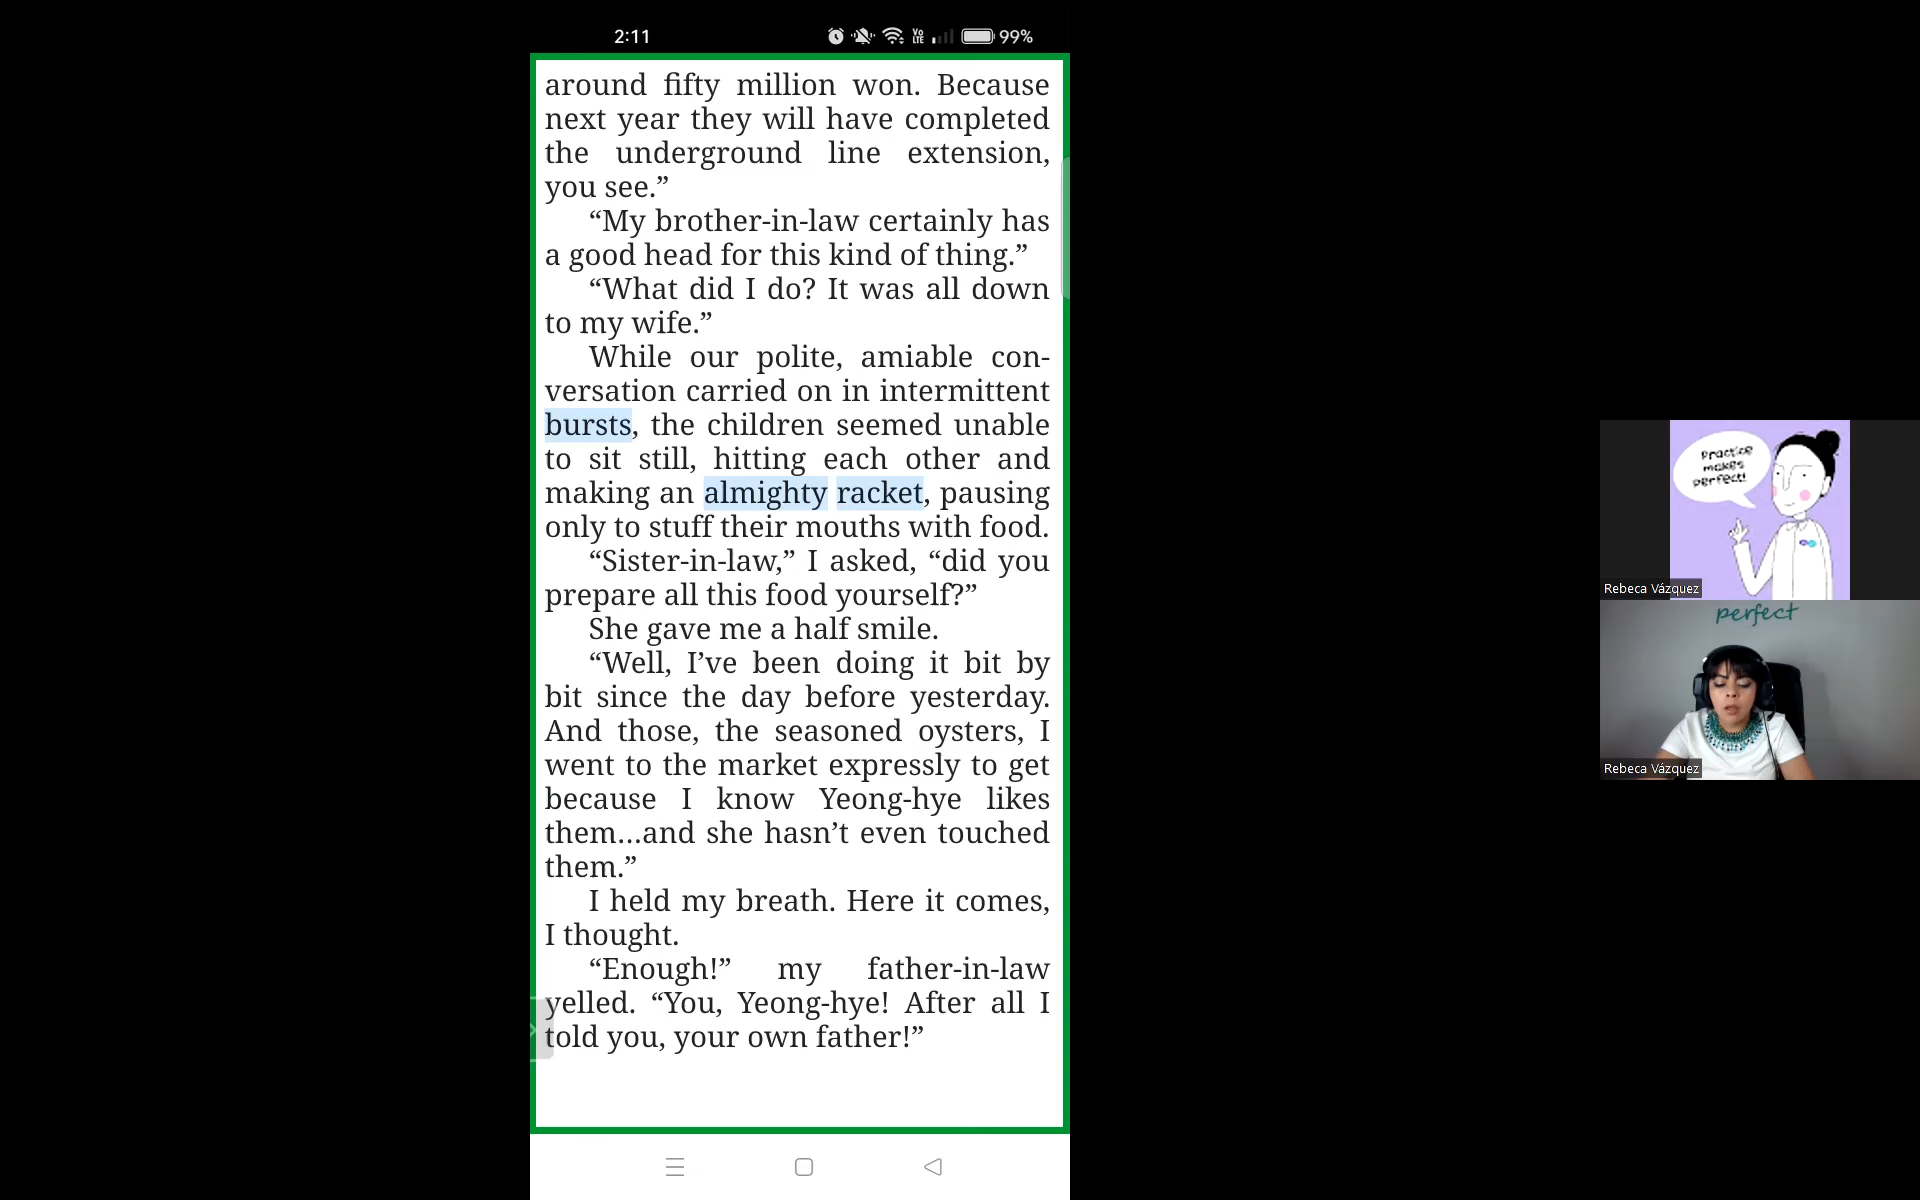 2:11
Vo
LTE
99%
around fifty million won. Because
next year they will have completed
the underground line extension,
you see.”
“My brother-in-law certainly has
a good head for this kind of thing.”
“What did I do? It was all down
to my wife.”
While our polite, amiable con-
versation carried on in intermittent
bursts, the children seemed unable
to sit still, hitting each other and
making an almighty racket, pausing
only to stuff their mouths with food.
“Sister-in-law,” I asked, “did you
prepare all this food yourself?”
She gave me a half smile.
“Well, I’ve been doing it bit by
bit since the day before yesterday.
And those, the seasoned oysters, I
went to the market expressly to get
because I know Yeong-hye likes
them…and she hasn’t even touched
them.”
I held my breath. Here it comes,
I thought.
“Enough!” my father-in-law
yelled. “You, Yeong-hye! After all I
told you, your own father!”
Practice
makes
perfect!
Rebeca Vázquez
perfect
Rebeca Vázquez